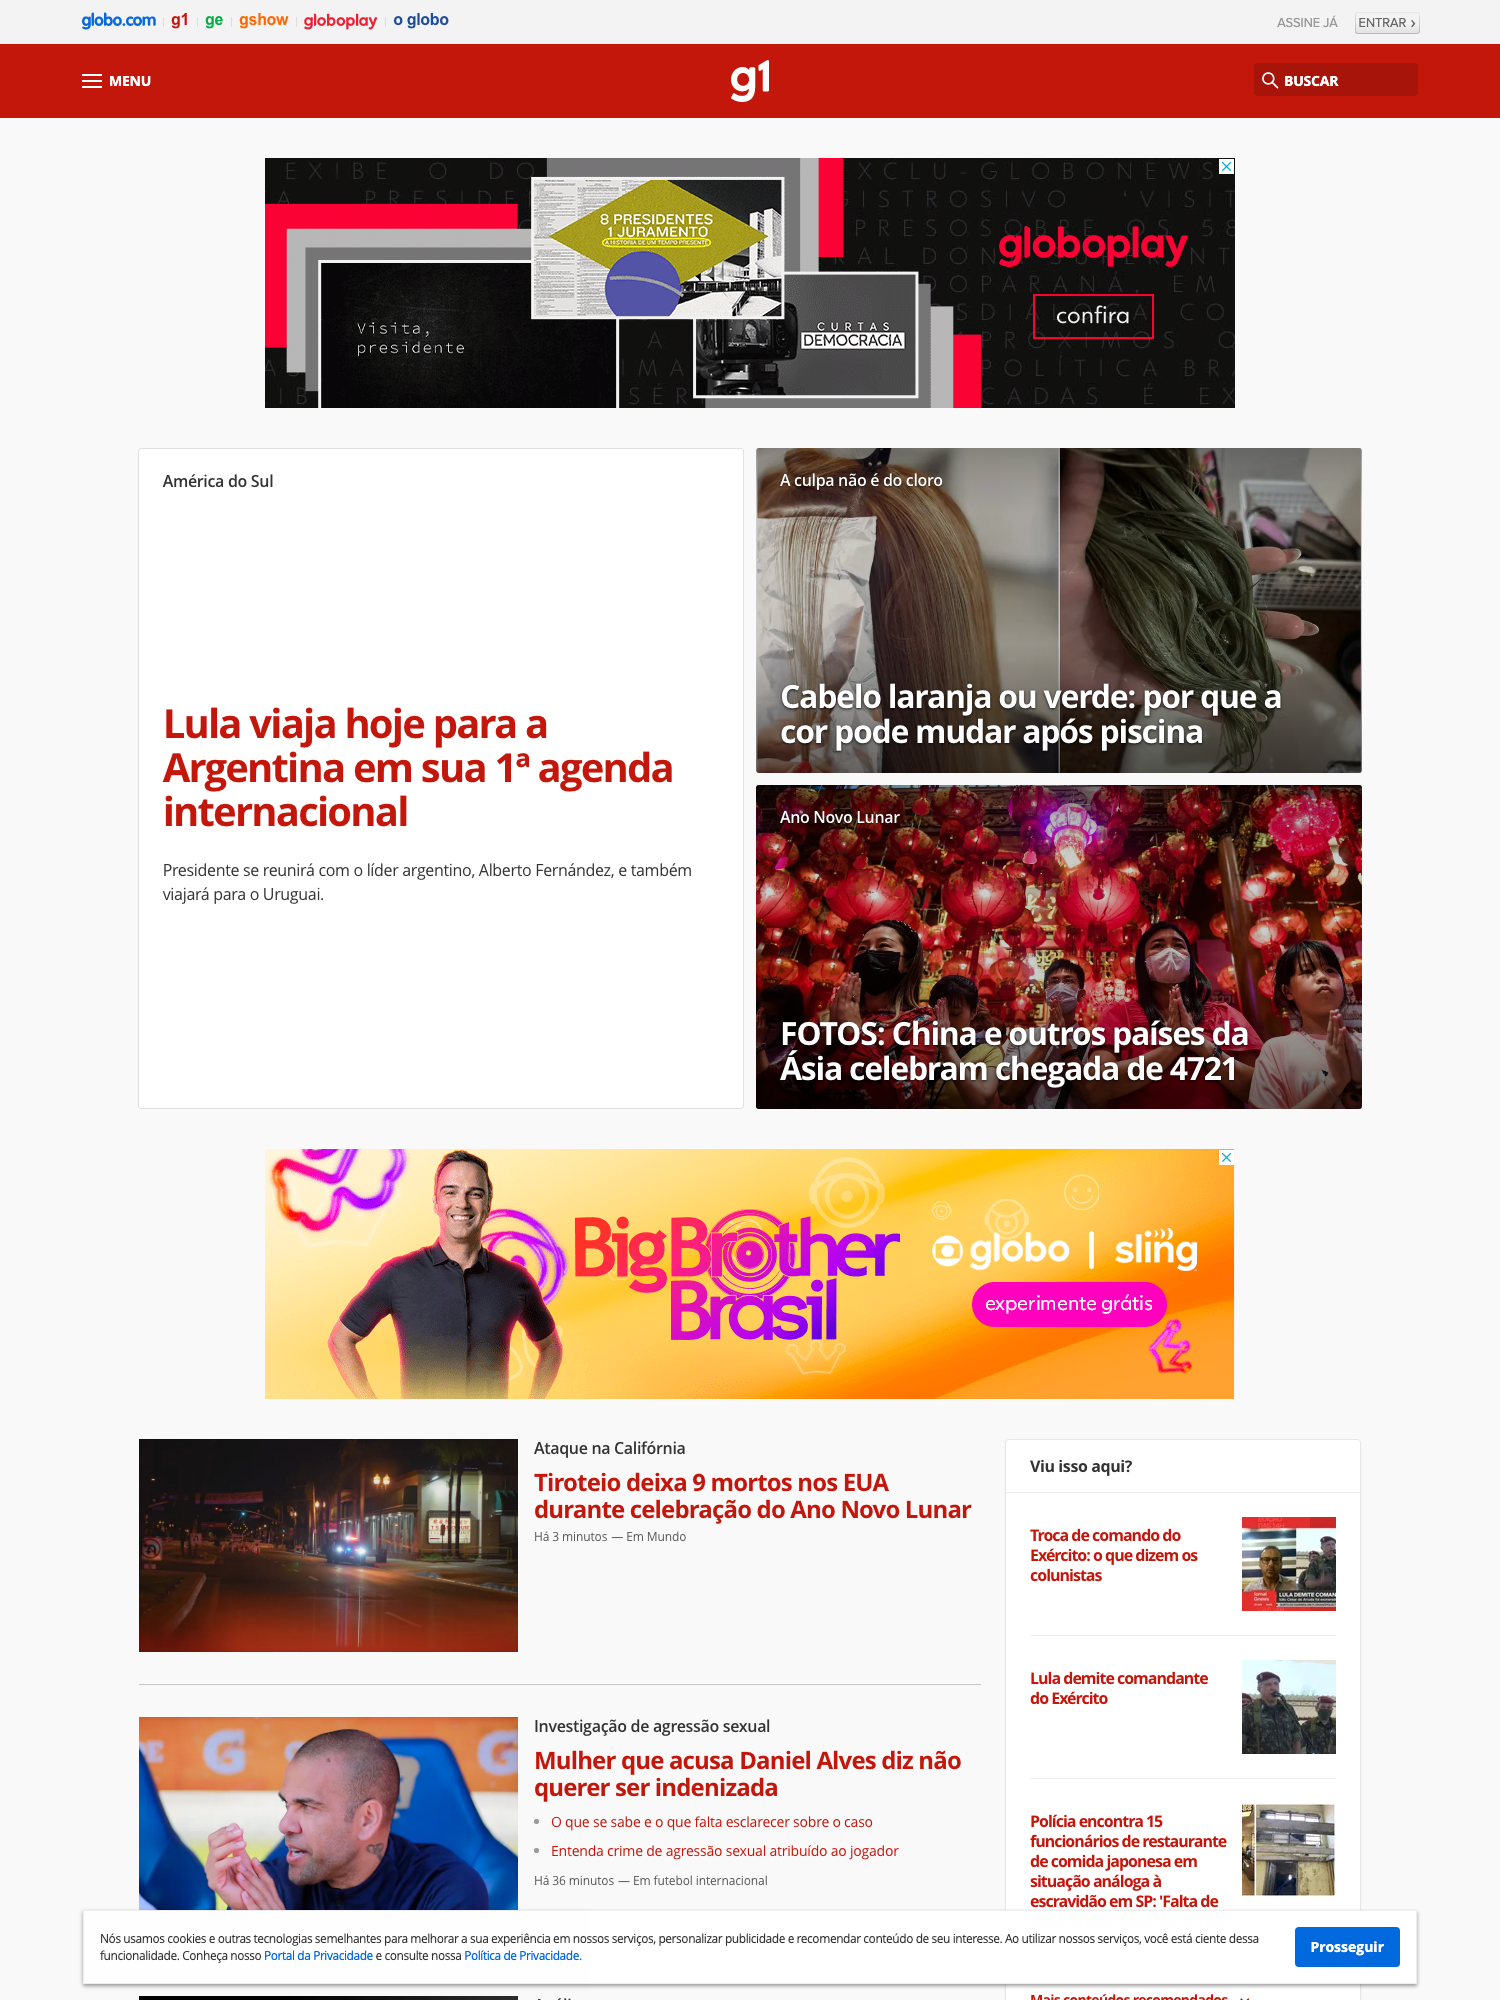 globo.com g1 ge gshow globoplay o globo
ASSINE JÁ ENTRAR ›
MENU
g1
BUSCAR
Visita,
presidente
8 PRESIDENTES
1 JURAMENTO
A HISTÓRIA DE UM TEMPO PRESENTE
CURTAS
DEMOCRACIA
globoplay
confira
América do Sul
Lula viaja hoje para a
Argentina em sua 1ª agenda
internacional
Presidente se reunirá com o líder argentino, Alberto Fernández, e também
viajará para o Uruguai.
A culpa não é do cloro
Cabelo laranja ou verde: por que a
cor pode mudar após piscina
Ano Novo Lunar
FOTOS: China e outros países da
Ásia celebram chegada de 4721
Big Brother
Brasil
globo | sling
experimente grátis
Ataque na Califórnia
Tiroteio deixa 9 mortos nos EUA
durante celebração do Ano Novo Lunar
Há 3 minutos — Em Mundo
Investigação de agressão sexual
Mulher que acusa Daniel Alves diz não
querer ser indenizada
O que se sabe e o que falta esclarecer sobre o caso
Entenda crime de agressão sexual atribuído ao jogador
Há 36 minutos — Em futebol internacional
Viu isso aqui?
Troca de comando do
Exército: o que dizem os
colunistas
Lula demite comandante
do Exército
Polícia encontra 15
funcionários de restaurante
de comida japonesa em
situação análoga à
escravidão em SP: 'Falta de
Nós usamos cookies e outras tecnologias semelhantes para melhorar a sua experiência em nossos serviços, personalizar publicidade e recomendar conteúdo de seu interesse. Ao utilizar nossos serviços, você está ciente dessa
funcionalidade. Conheça nosso Portal da Privacidade e consulte nossa Política de Privacidade.
Prosseguir
Mais conteúdos recomendados